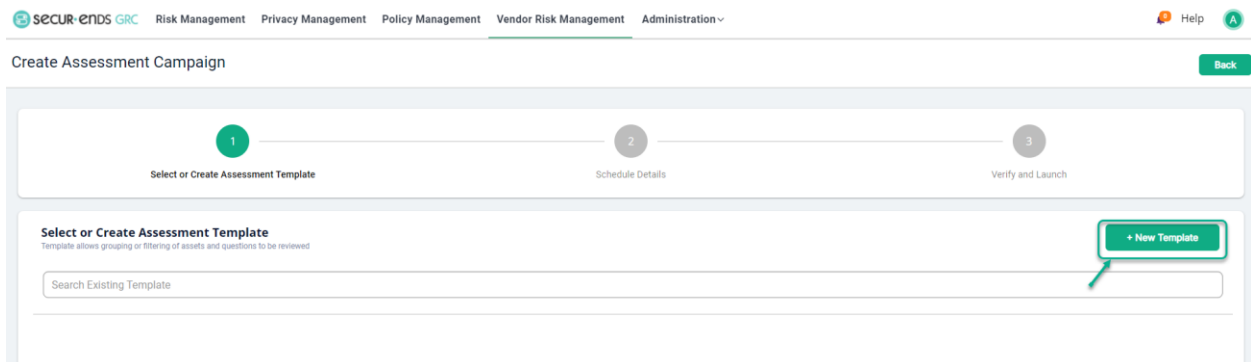 SECUR-ENDS GRC Risk Management Privacy Management Policy Management Vendor Risk Management Administration Help A
Create Assessment Campaign Back
1 2 3
Select or Create Assessment Template Schedule Details Verify and Launch
Select or Create Assessment Template
Template allows grouping or filtering of assets and questions to be reviewed
+ New Template
Search Existing Template